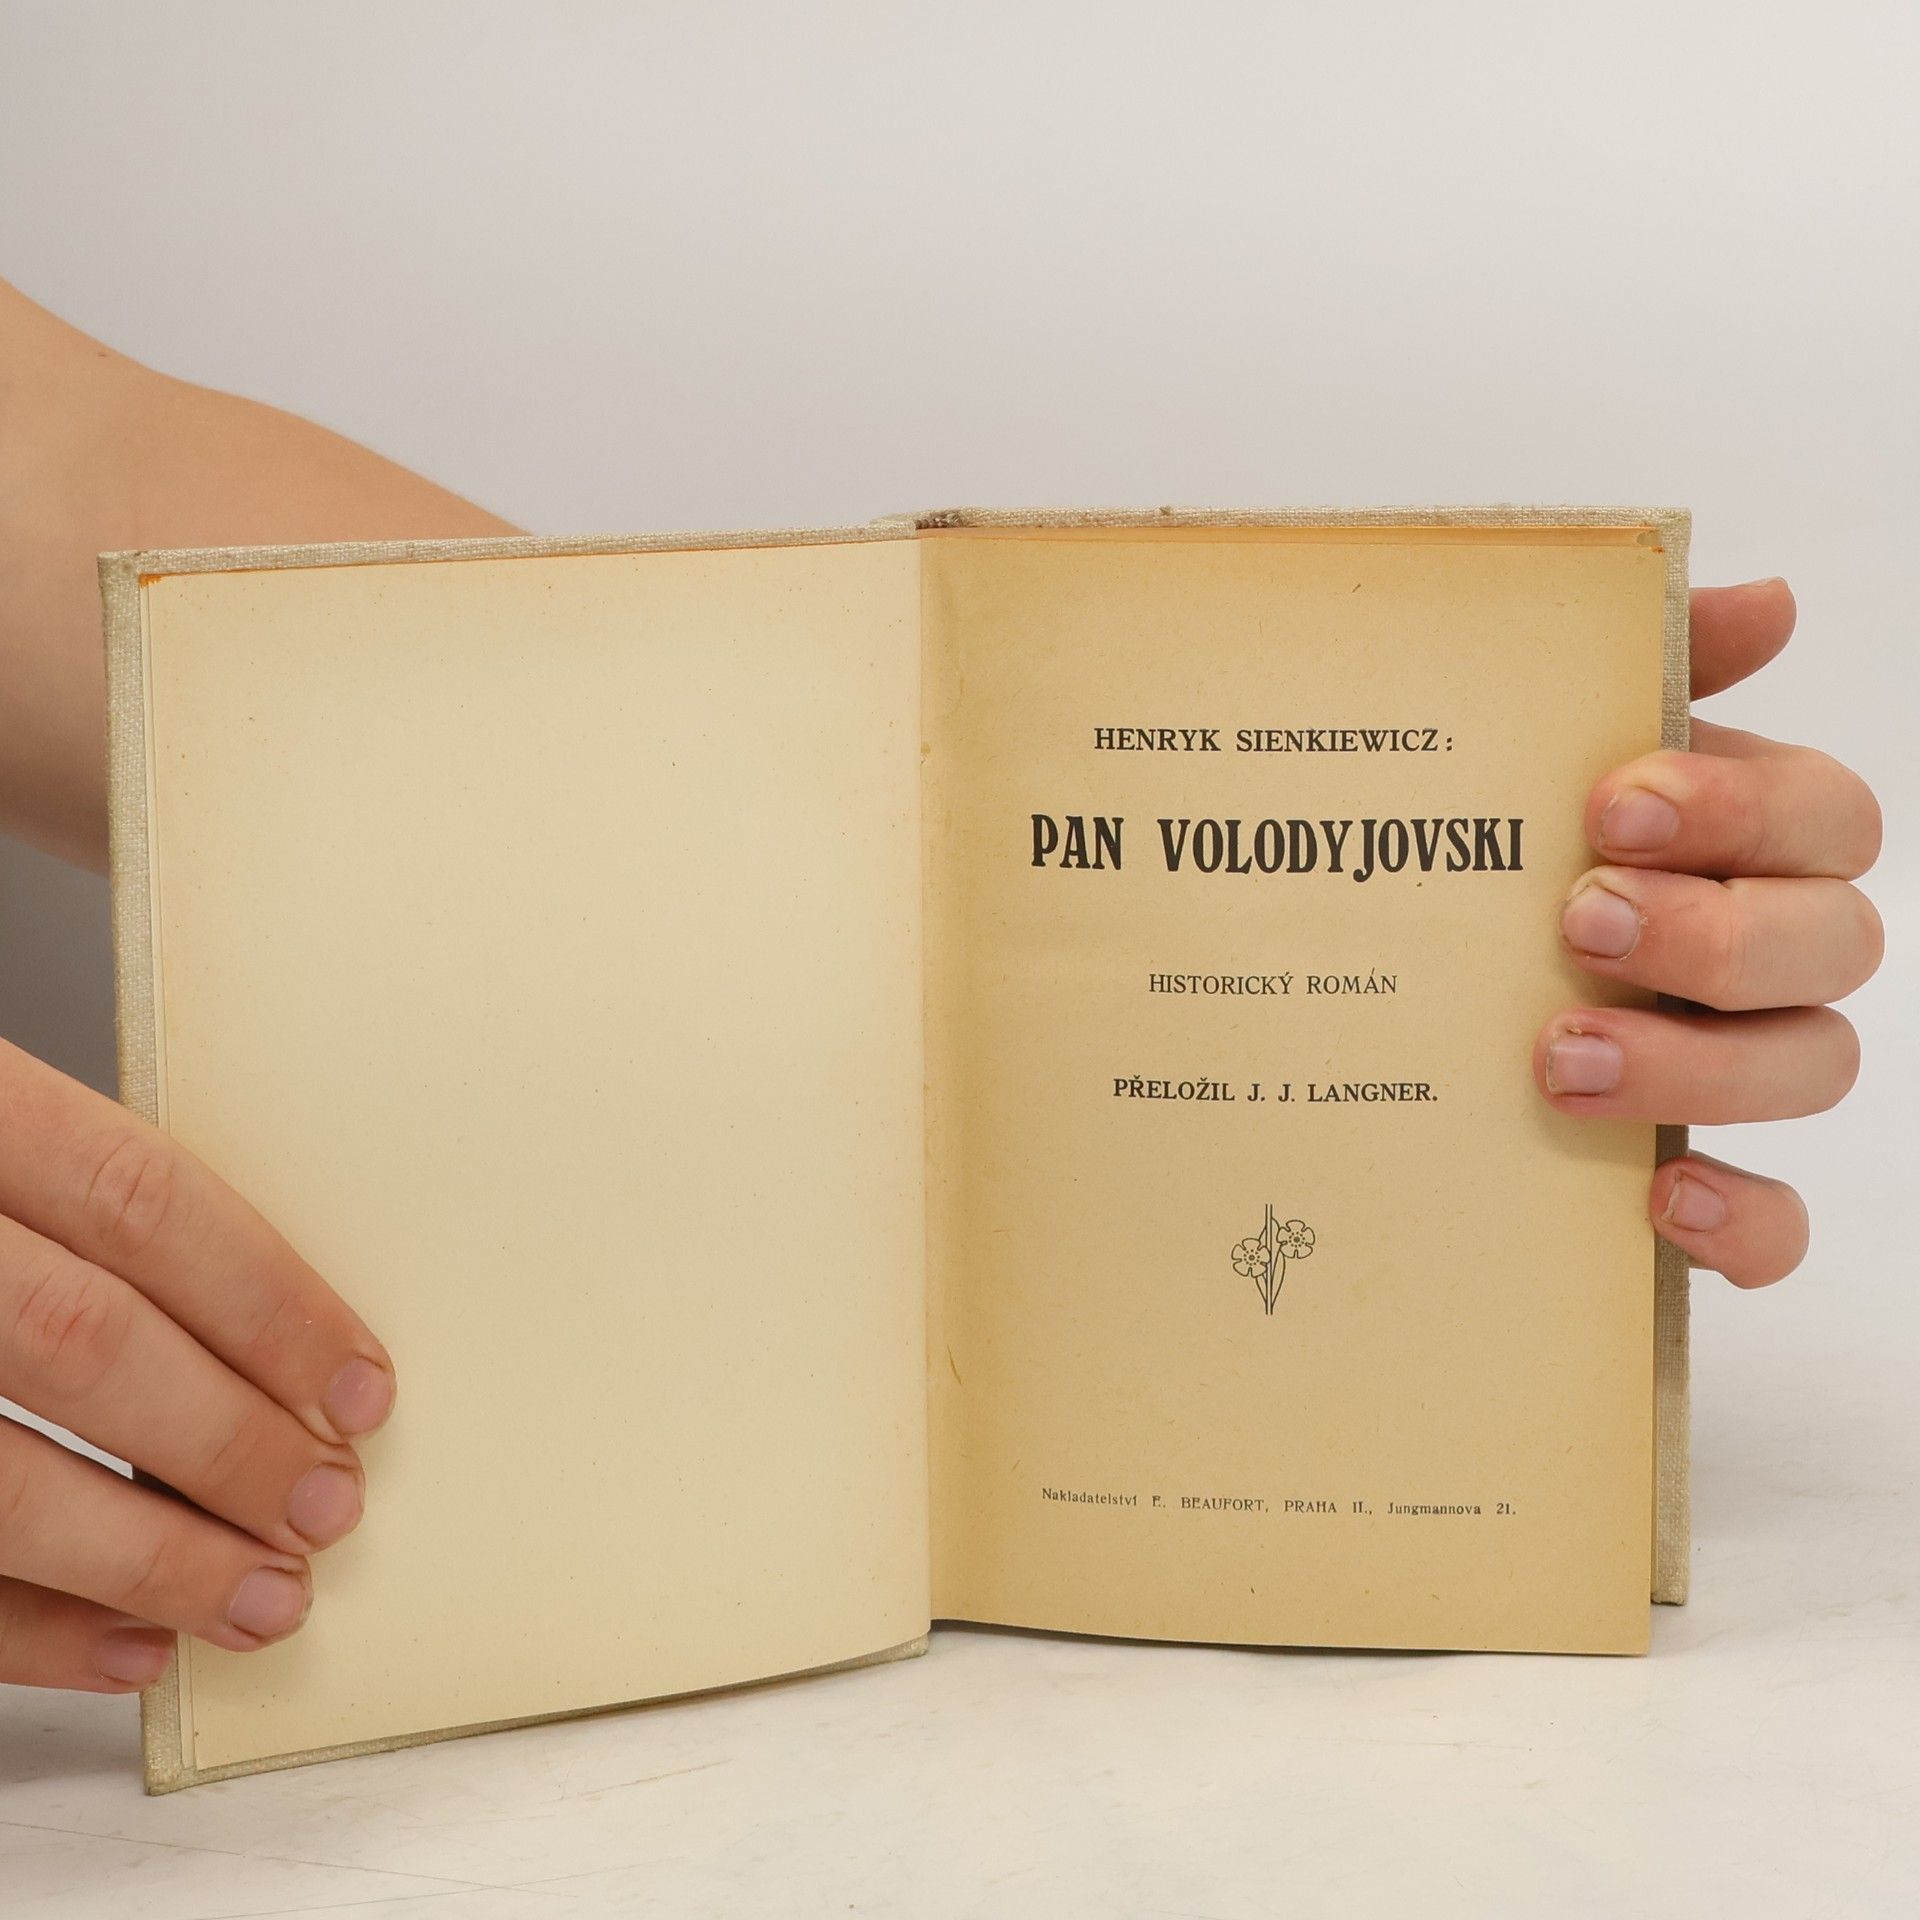 HENRYK SIENKIEWICZ:
PAN VOLODYJOVSKI
HISTORICKÝ ROMÁN
PŘELOŽIL J. J. LANGNER.
Nakladatelství E. BEAUFORT, PRAHA II., Jungmannova 21.